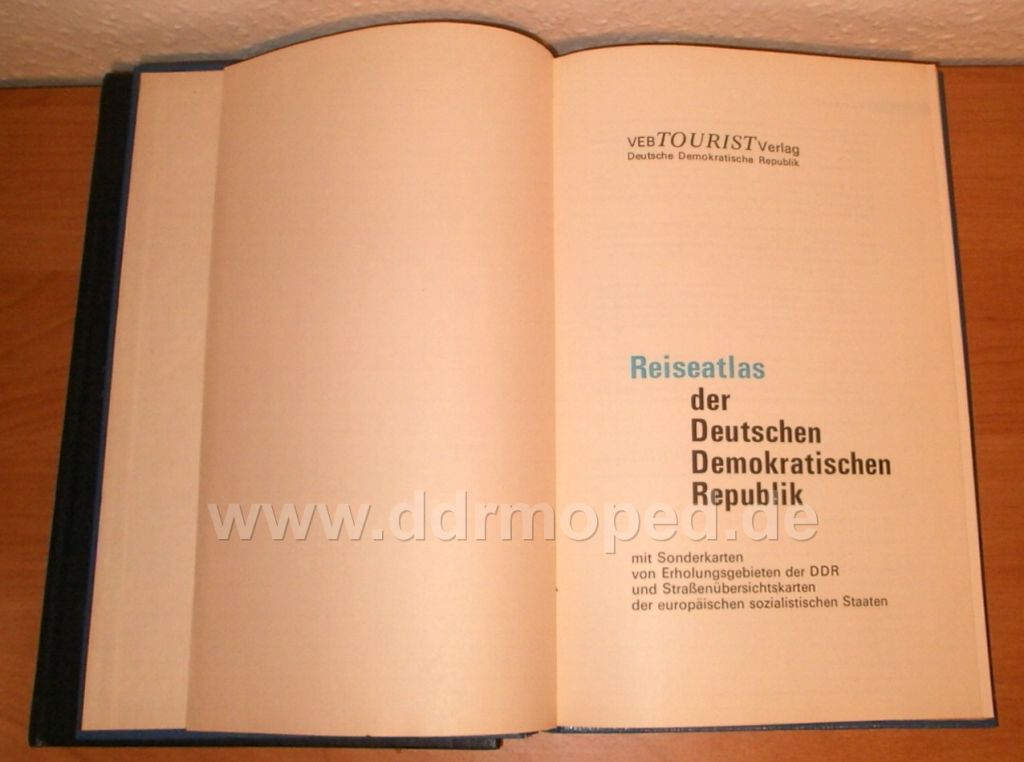 VEB TOURIST Verlag
Deutsche Demokratische Republik
Reiseatlas
der
Deutschen
Demokratischen
Republik
www.ddrmoped.de
mit Sonderkarten
von Erholungsgebieten der DDR
und Straßenübersichtskarten
der europäischen sozialistischen Staaten